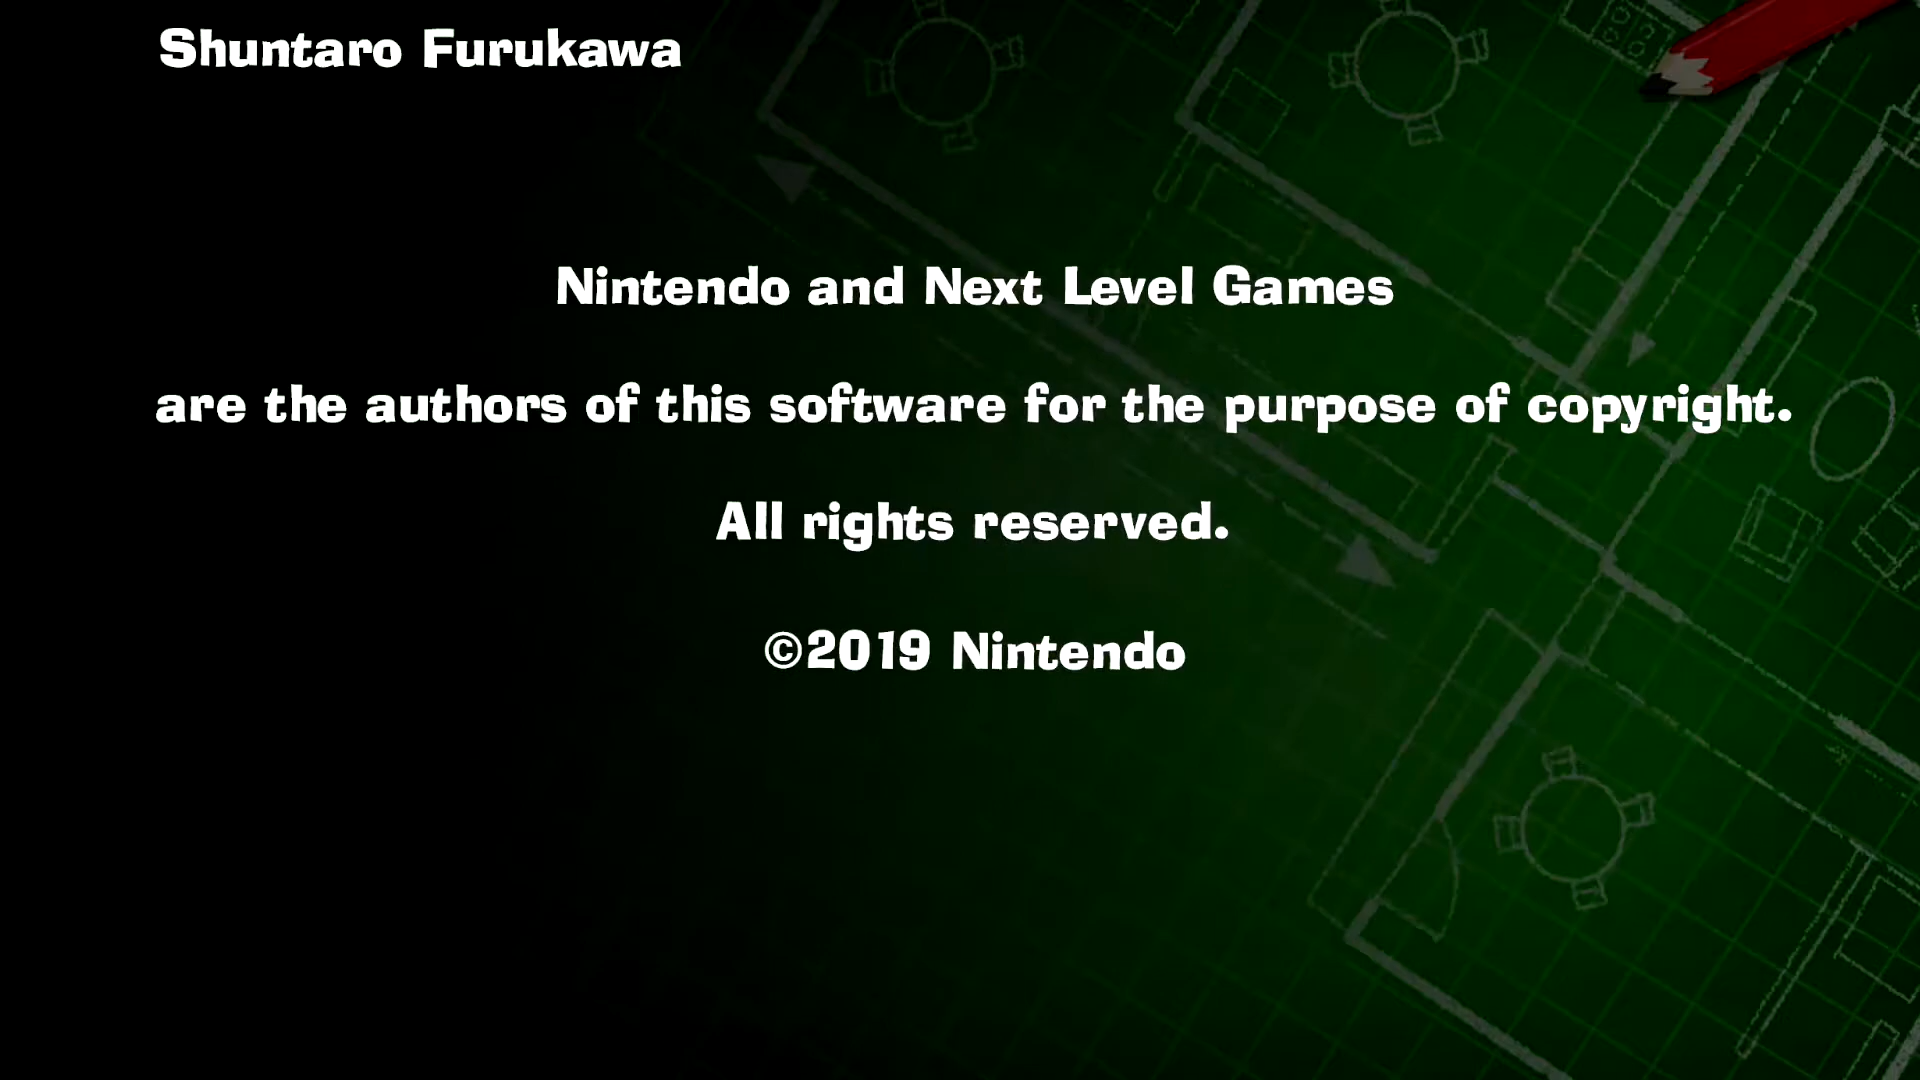 Shuntaro Furukawa
Nintendo and Next Level Games
are the authors of this software for the purpose of copyright.
All rights reserved.
©2019 Nintendo